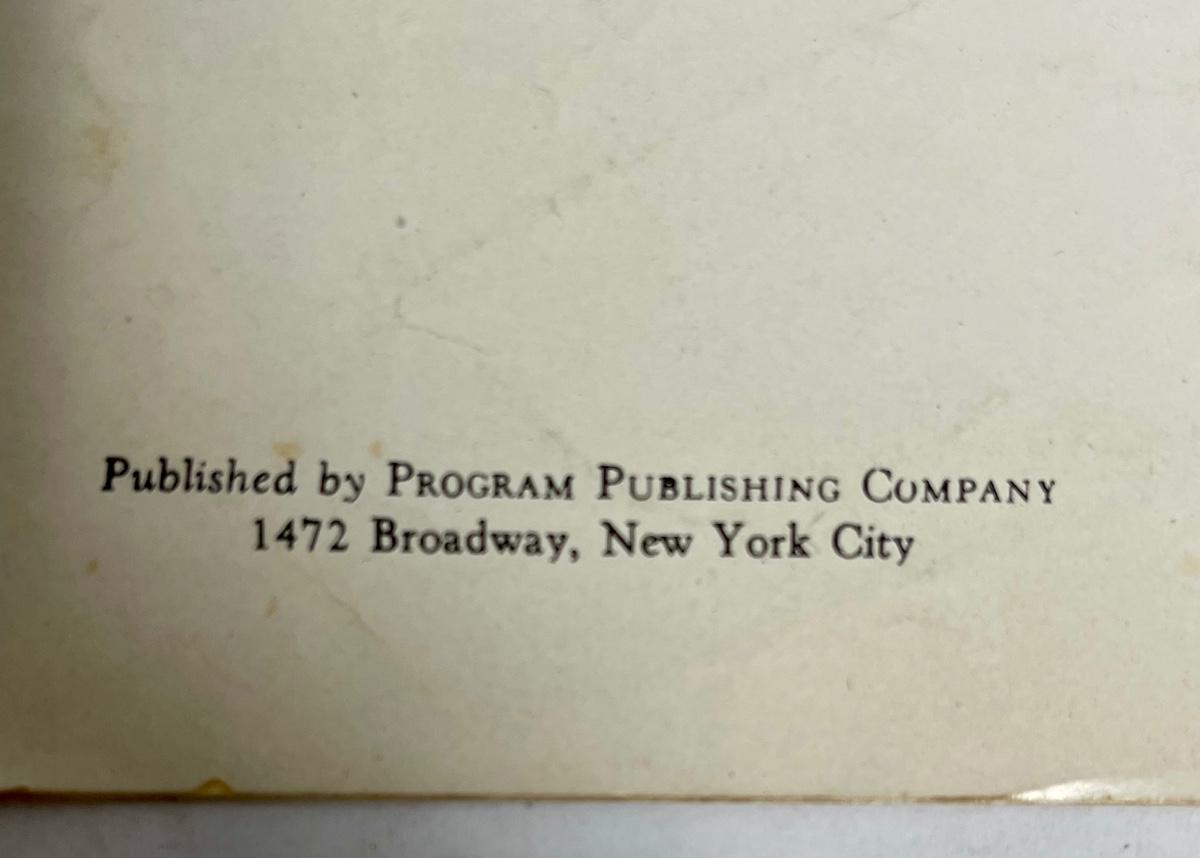 Published by PROGRAM PUBLISHING COMPANY
1472 Broadway, New York City